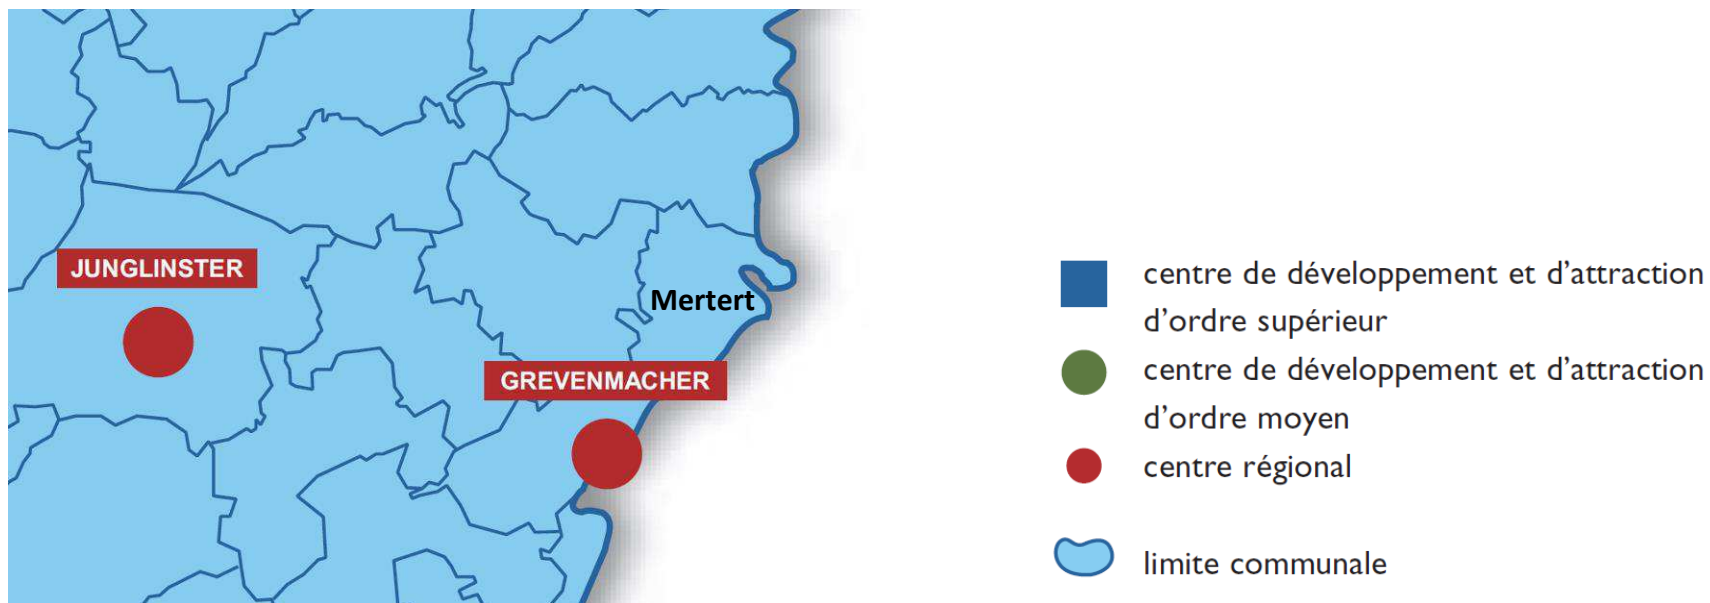 JUNGLINSTER
Mertert
GREVENMACHER
centre de développement et d'attraction
d'ordre supérieur
centre de développement et d'attraction
d'ordre moyen
centre régional
limite communale